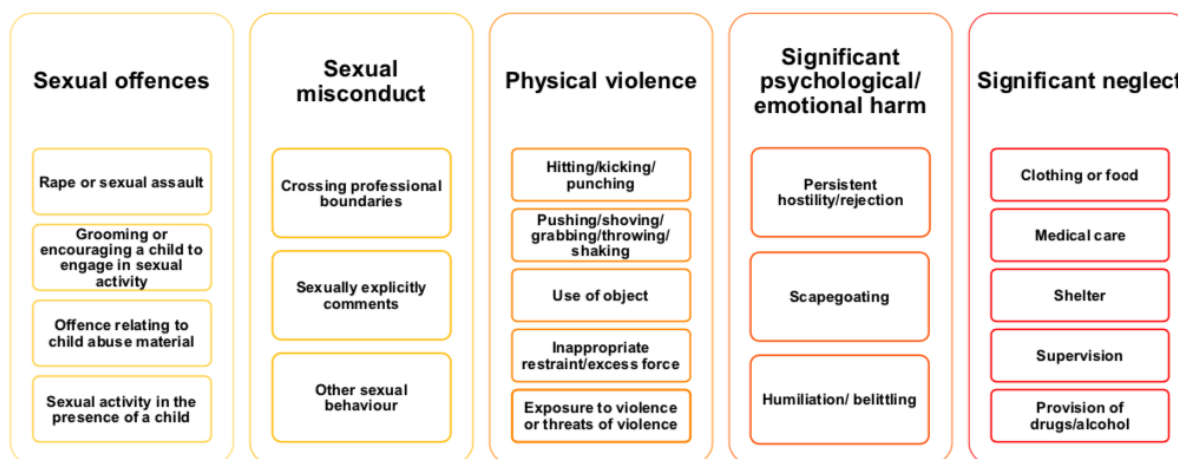 Sexual offences
Rape or sexual assault
Grooming or
encouraging a child to
engage in sexual
activity
Offence relating to
child abuse material
Sexual activity in the
presence of a child
Sexual
misconduct
Crossing professional
boundaries
Sexually explicitly
comments
Other sexual
behaviour
Physical violence
Hitting/kicking/
punching
Pushing/shoving/
grabbing/throwing/
shaking
Use of object
Inappropriate
restraint/excess force
Exposure to violence
or threats of violence
Significant
psychological/
emotional harm
Persistent
hostility/rejection
Scapegoating
Humiliation/ belittling
Significant neglect
Clothing or food
Medical care
Shelter
Supervision
Provision of
drugs/alcohol